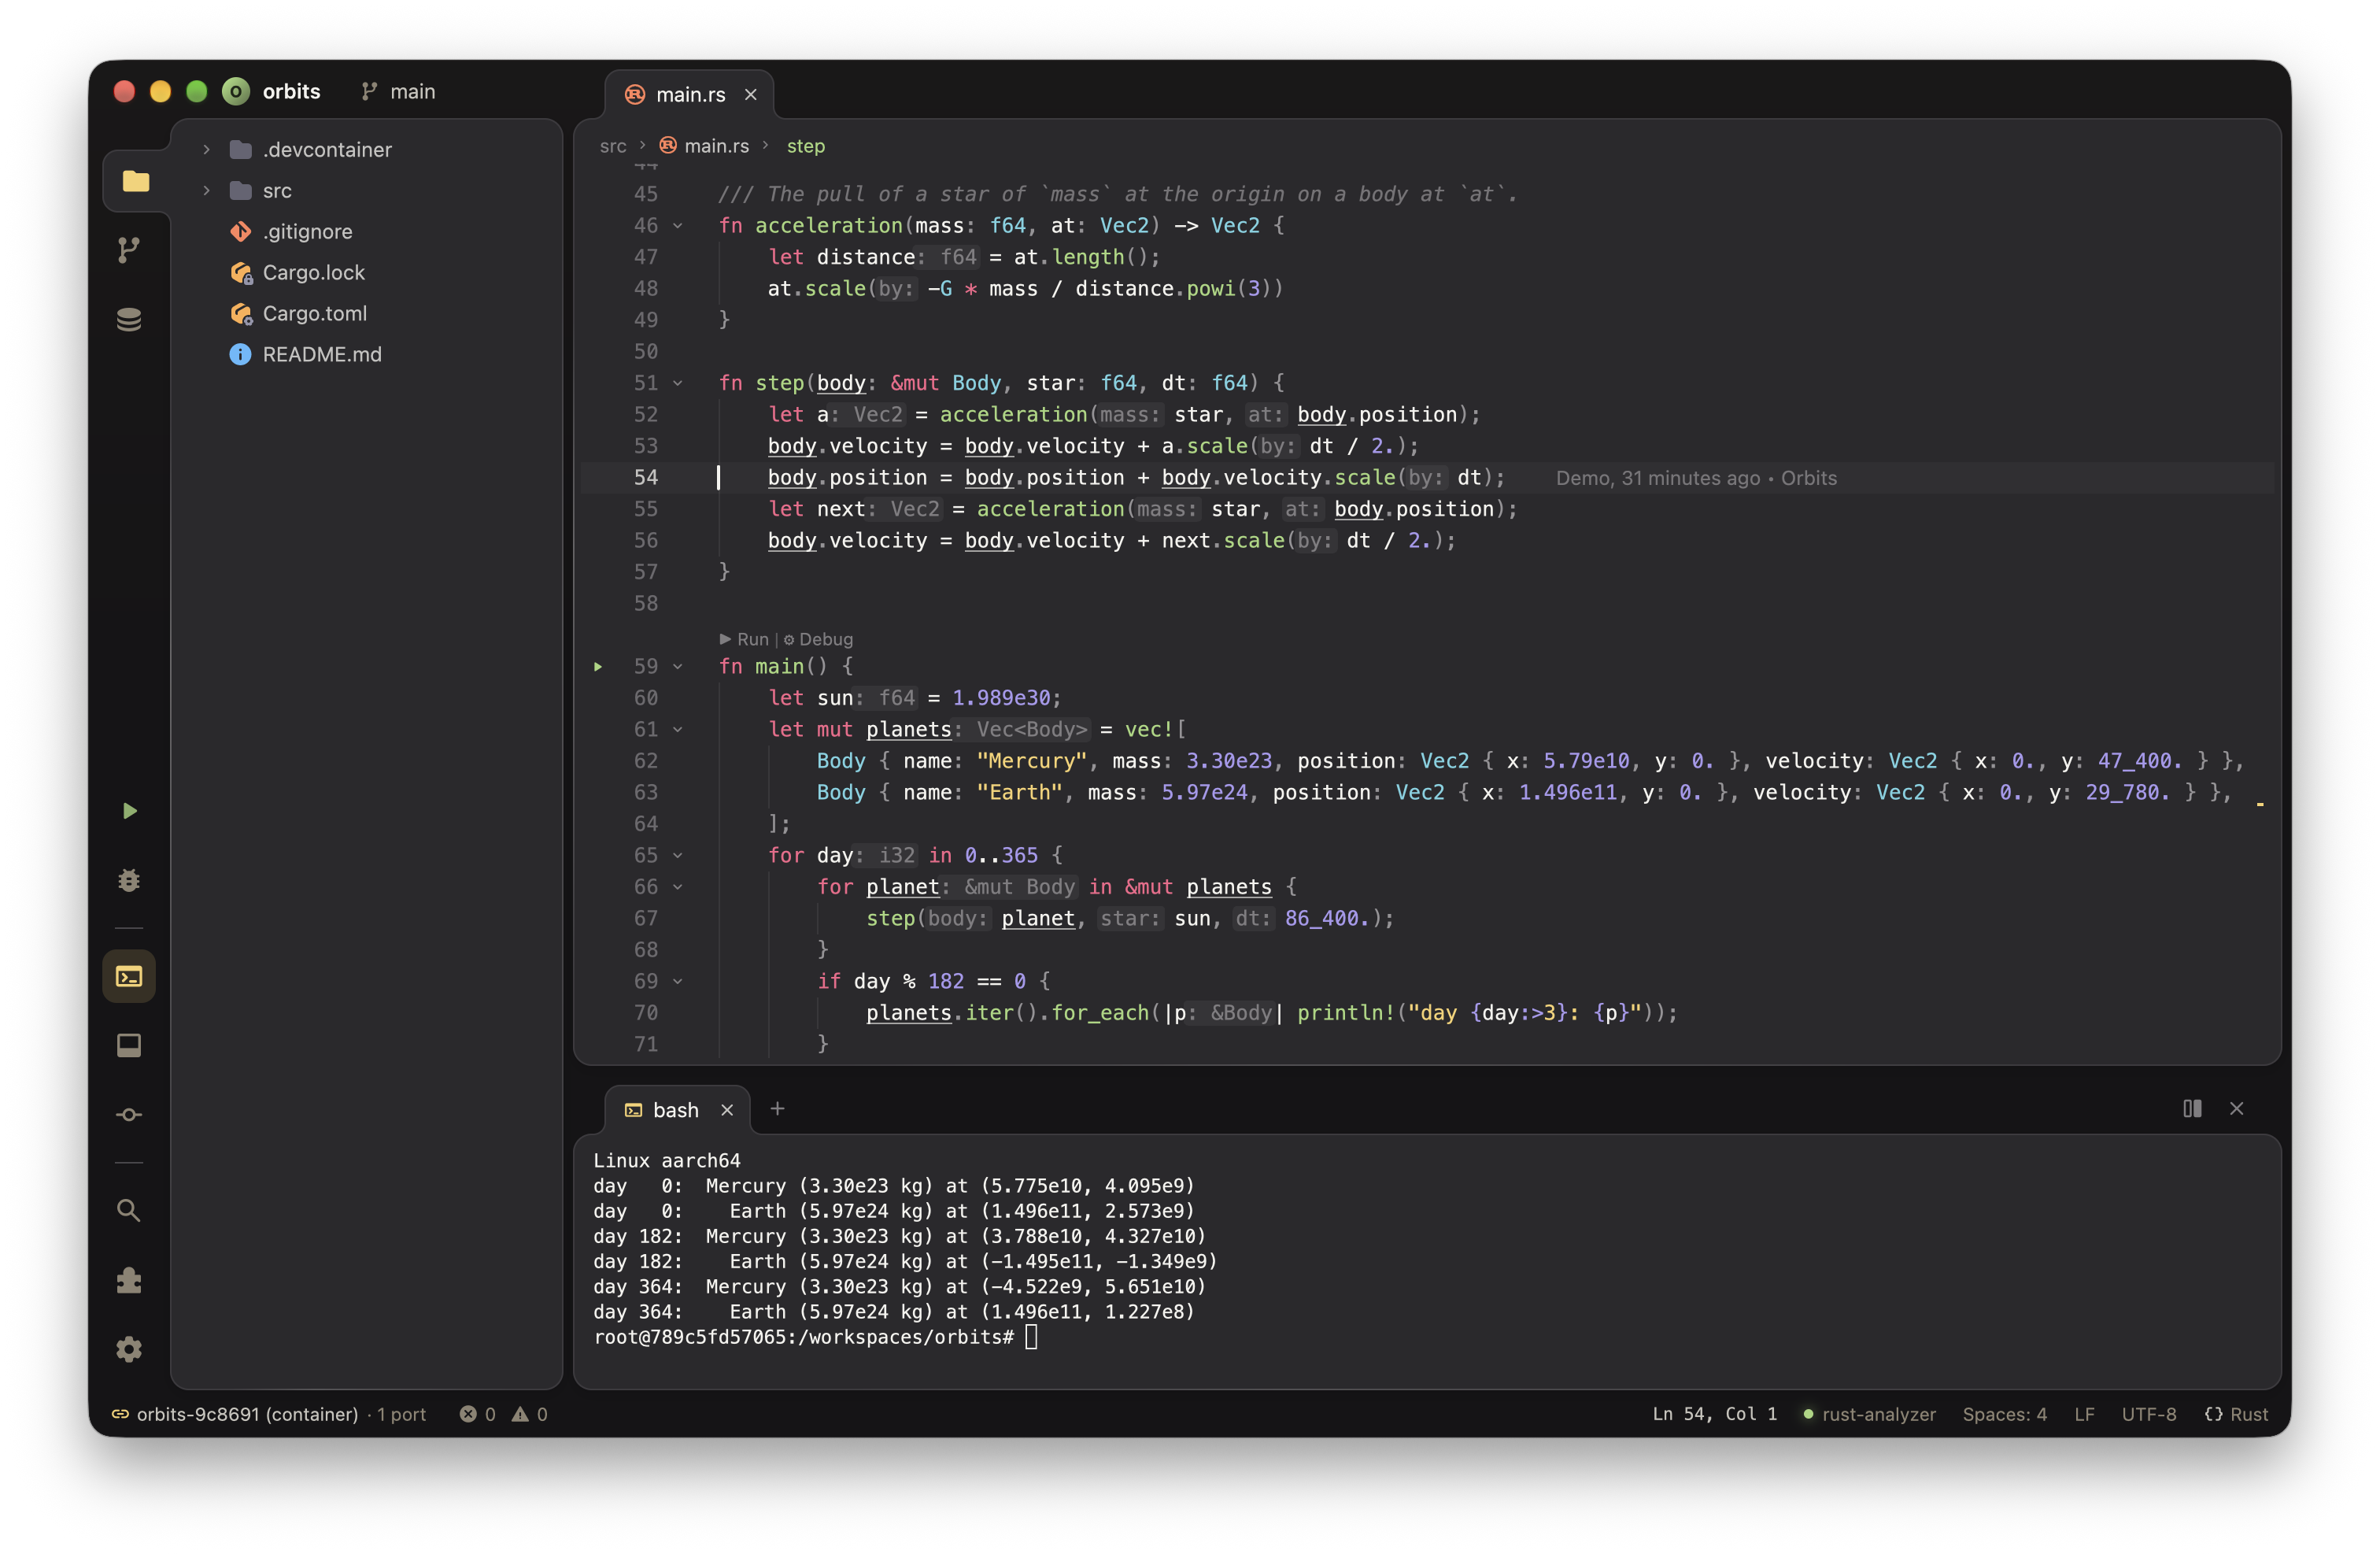 orbits
main
main.rs
.devcontainer
src
.gitignore
Cargo.lock
Cargo.toml
README.md
src > main.rs > step
44
45 /// The pull of a star of `mass` at the origin on a body at `at`.
46 fn acceleration(mass: f64, at: Vec2) -> Vec2 {
47     let distance: f64 = at.length();
48     at.scale(by: -G * mass / distance.powi(3))
49 }
50
51 fn step(body: &mut Body, star: f64, dt: f64) {
52     let a: Vec2 = acceleration(mass: star, at: body.position);
53     body.velocity = body.velocity + a.scale(by: dt / 2.);
54     body.position = body.position + body.velocity.scale(by: dt); Demo, 31 minutes ago • Orbits
55     let next: Vec2 = acceleration(mass: star, at: body.position);
56     body.velocity = body.velocity + next.scale(by: dt / 2.);
57 }
58
▶ Run | ⚙ Debug
59 fn main() {
60     let sun: f64 = 1.989e30;
61     let mut planets: Vec<Body> = vec![
62         Body { name: "Mercury", mass: 3.30e23, position: Vec2 { x: 5.79e10, y: 0. }, velocity: Vec2 { x: 0., y: 47_400. } },
63         Body { name: "Earth", mass: 5.97e24, position: Vec2 { x: 1.496e11, y: 0. }, velocity: Vec2 { x: 0., y: 29_780. } },
64     ];
65     for day: i32 in 0..365 {
66         for planet: &mut Body in &mut planets {
67             step(body: planet, star: sun, dt: 86_400.);
68         }
69         if day % 182 == 0 {
70             planets.iter().for_each(|p: &Body| println!("day {day:>3}: {p}"));
71         }
bash
Linux aarch64
day   0:  Mercury (3.30e23 kg) at (5.775e10, 4.095e9)
day   0:    Earth (5.97e24 kg) at (1.496e11, 2.573e9)
day 182:  Mercury (3.30e23 kg) at (3.788e10, 4.327e10)
day 182:    Earth (5.97e24 kg) at (-1.495e11, -1.349e9)
day 364:  Mercury (3.30e23 kg) at (-4.522e9, 5.651e10)
day 364:    Earth (5.97e24 kg) at (1.496e11, 1.227e8)
root@789c5fd57065:/workspaces/orbits#
orbits-9c8691 (container) · 1 port 0 0 Ln 54, Col 1 rust-analyzer Spaces: 4 LF UTF-8 {} Rust